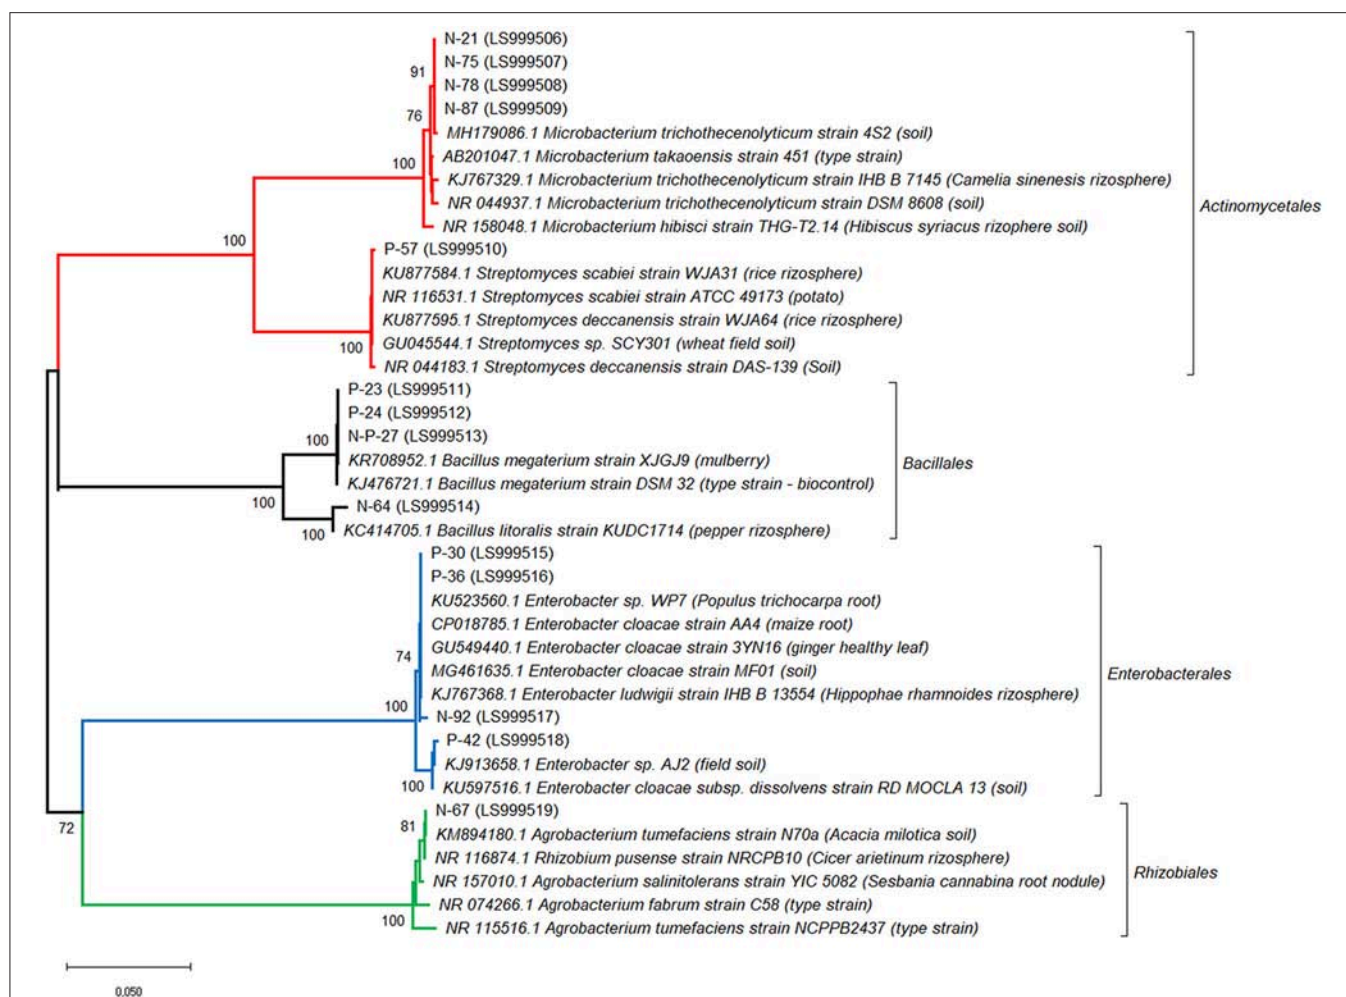 N-21 (LS999506)
N-75 (LS999507)
91
N-78 (LS999508)
N-87 (LS999509)
76
MH179086.1 Microbacterium trichothecenolyticum strain 4S2 (soil)
AB201047.1 Microbacterium takaoensis strain 451 (type strain)
100
KJ767329.1 Microbacterium trichothecenolyticum strain IHB B 7145 (Camelia sinenesis rizosphere)
NR 044937.1 Microbacterium trichothecenolyticum strain DSM 8608 (soil)
Actinomycetales
NR 158048.1 Microbacterium hibisci strain THG-T2.14 (Hibiscus syriacus rizophere soil)
100
P-57 (LS999510)
KU877584.1 Streptomyces scabiei strain WJA31 (rice rizosphere)
NR 116531.1 Streptomyces scabiei strain ATCC 49173 (potato)
KU877595.1 Streptomyces deccanensis strain WJA64 (rice rizosphere)
GU045544.1 Streptomyces sp. SCY301 (wheat field soil)
100
NR 044183.1 Streptomyces deccanensis strain DAS-139 (Soil)
P-23 (LS999511)
P-24 (LS999512)
N-P-27 (LS999513)
100
KR708952.1 Bacillus megaterium strain XJGJ9 (mulberry)
Bacillales
KJ476721.1 Bacillus megaterium strain DSM 32 (type strain - biocontrol)
100
N-64 (LS999514)
100
KC414705.1 Bacillus litoralis strain KUDC1714 (pepper rizosphere)
P-30 (LS999515)
P-36 (LS999516)
KU523560.1 Enterobacter sp. WP7 (Populus trichocarpa root)
CP018785.1 Enterobacter cloacae strain AA4 (maize root)
GU549440.1 Enterobacter cloacae strain 3YN16 (ginger healthy leaf)
74
MG461635.1 Enterobacter cloacae strain MF01 (soil)
Enterobacterales
KJ767368.1 Enterobacter ludwigii strain IHB B 13554 (Hippophae rhamnoides rizosphere)
100
N-92 (LS999517)
P-42 (LS999518)
KJ913658.1 Enterobacter sp. AJ2 (field soil)
100
KU597516.1 Enterobacter cloacae subsp. dissolvens strain RD MOCLA 13 (soil)
N-67 (LS999519)
72
81
KM894180.1 Agrobacterium tumefaciens strain N70a (Acacia milotica soil)
NR 116874.1 Rhizobium pusense strain NRCPB10 (Cicer arietinum rizosphere)
Rhizobiales
NR 157010.1 Agrobacterium salinitolerans strain YIC 5082 (Sesbania cannabina root nodule)
NR 074266.1 Agrobacterium fabrum strain C58 (type strain)
100
NR 115516.1 Agrobacterium tumefaciens strain NCPPB2437 (type strain)
0.050